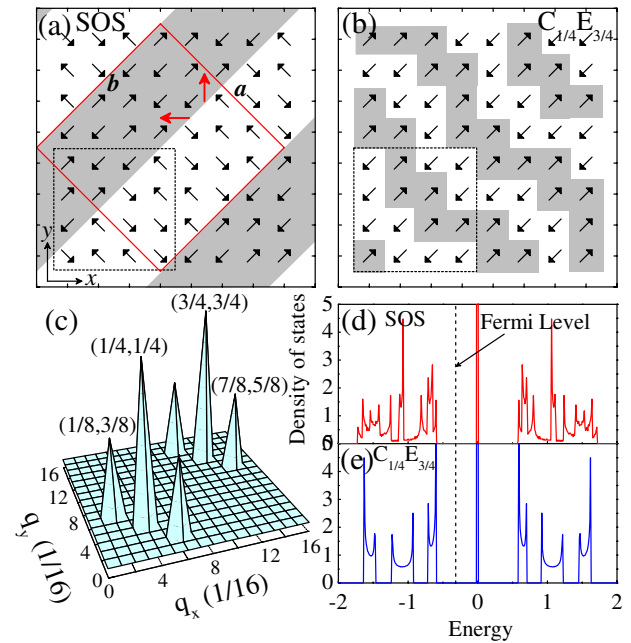 (a) SOS
(b) C1/4E3/4
b
a
y
x
(c)
(3/4,3/4)
(1/4,1/4)
(7/8,5/8)
(1/8,3/8)
16
12
8
4
0
qy (1/16)
0
4
8
12
16
qx (1/16)
(d) SOS
Fermi Level
Density of states
5
4
3
2
1
0
(e) C1/4E3/4
5
4
3
2
1
0
-2 -1 0 1 2
Energy